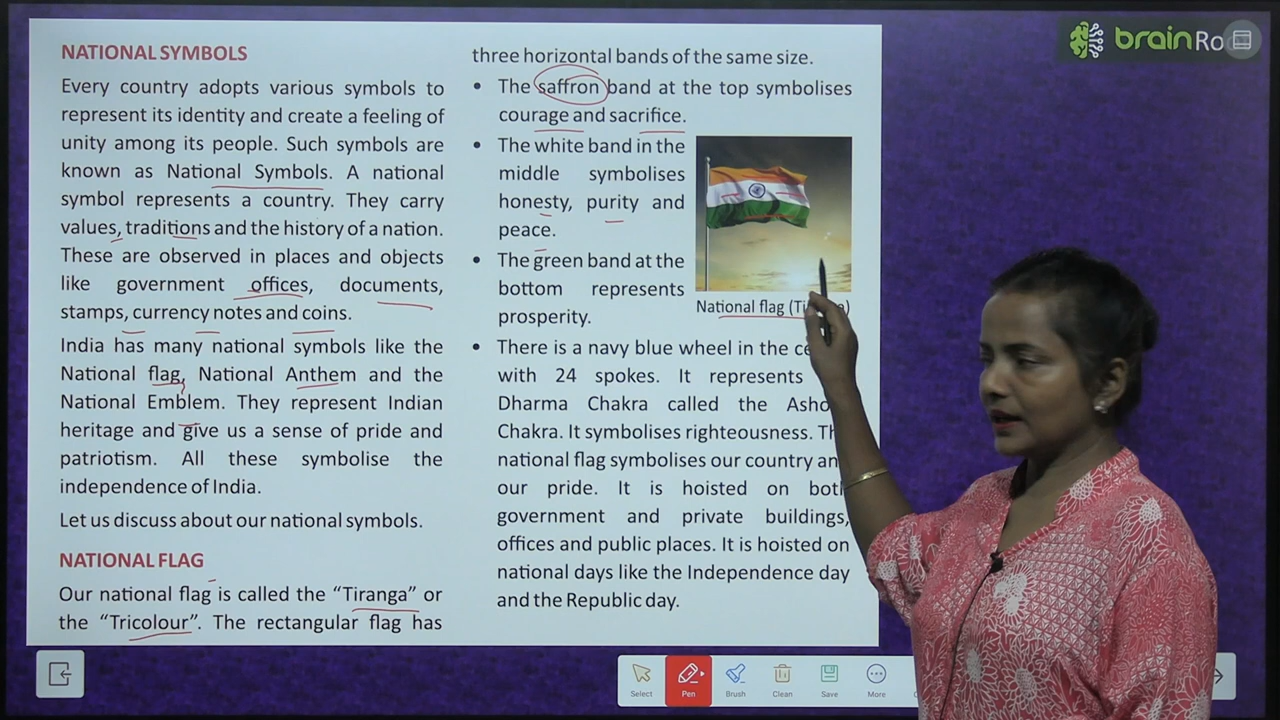 NATIONAL SYMBOLS
Every country adopts various symbols to
represent its identity and create a feeling of
unity among its people. Such symbols are
known as National Symbols. A national
symbol represents a country. They carry
values, traditions and the history of a nation.
These are observed in places and objects
like government offices, documents,
stamps, currency notes and coins.
India has many national symbols like the
National flag, National Anthem and the
National Emblem. They represent Indian
heritage and give us a sense of pride and
patriotism. All these symbolise the
independence of India.
Let us discuss about our national symbols.
NATIONAL FLAG
Our national flag is called the “Tiranga” or
the “Tricolour”. The rectangular flag has
three horizontal bands of the same size.
• The saffron band at the top symbolises
courage and sacrifice.
• The white band in the
middle symbolises
honesty, purity and
peace.
• The green band at the
bottom represents
prosperity.
National flag
• There is a navy blue wheel in the
with 24 spokes. It represents
Dharma Chakra called the
Chakra. It symbolises righteousness.
national flag symbolises our country
our pride. It is hoisted on
government and private buildings,
offices and public places. It is hoisted on
national days like the Independence day
and the Republic day.
brain
Select
Pen
Brush
Clean
Save
More